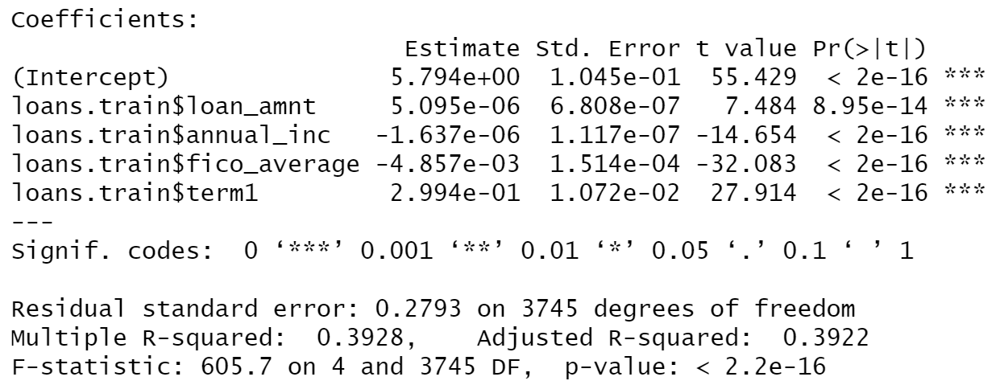 Coefficients:
Estimate Std. Error t value Pr(>|t|)
(Intercept) 5.794e+00 1.045e-01 55.429 < 2e-16 ***
loans.train$loan_amnt 5.095e-06 6.808e-07 7.484 8.95e-14 ***
loans.train$annual_inc -1.637e-06 1.117e-07 -14.654 < 2e-16 ***
loans.train$fico_average -4.857e-03 1.514e-04 -32.083 < 2e-16 ***
loans.train$term1 2.994e-01 1.072e-02 27.914 < 2e-16 ***
---
Signif. codes: 0 ‘***’ 0.001 ‘**’ 0.01 ‘*’ 0.05 ‘.’ 0.1 ‘ ’ 1
Residual standard error: 0.2793 on 3745 degrees of freedom
Multiple R-squared: 0.3928, Adjusted R-squared: 0.3922
F-statistic: 605.7 on 4 and 3745 DF, p-value: < 2.2e-16